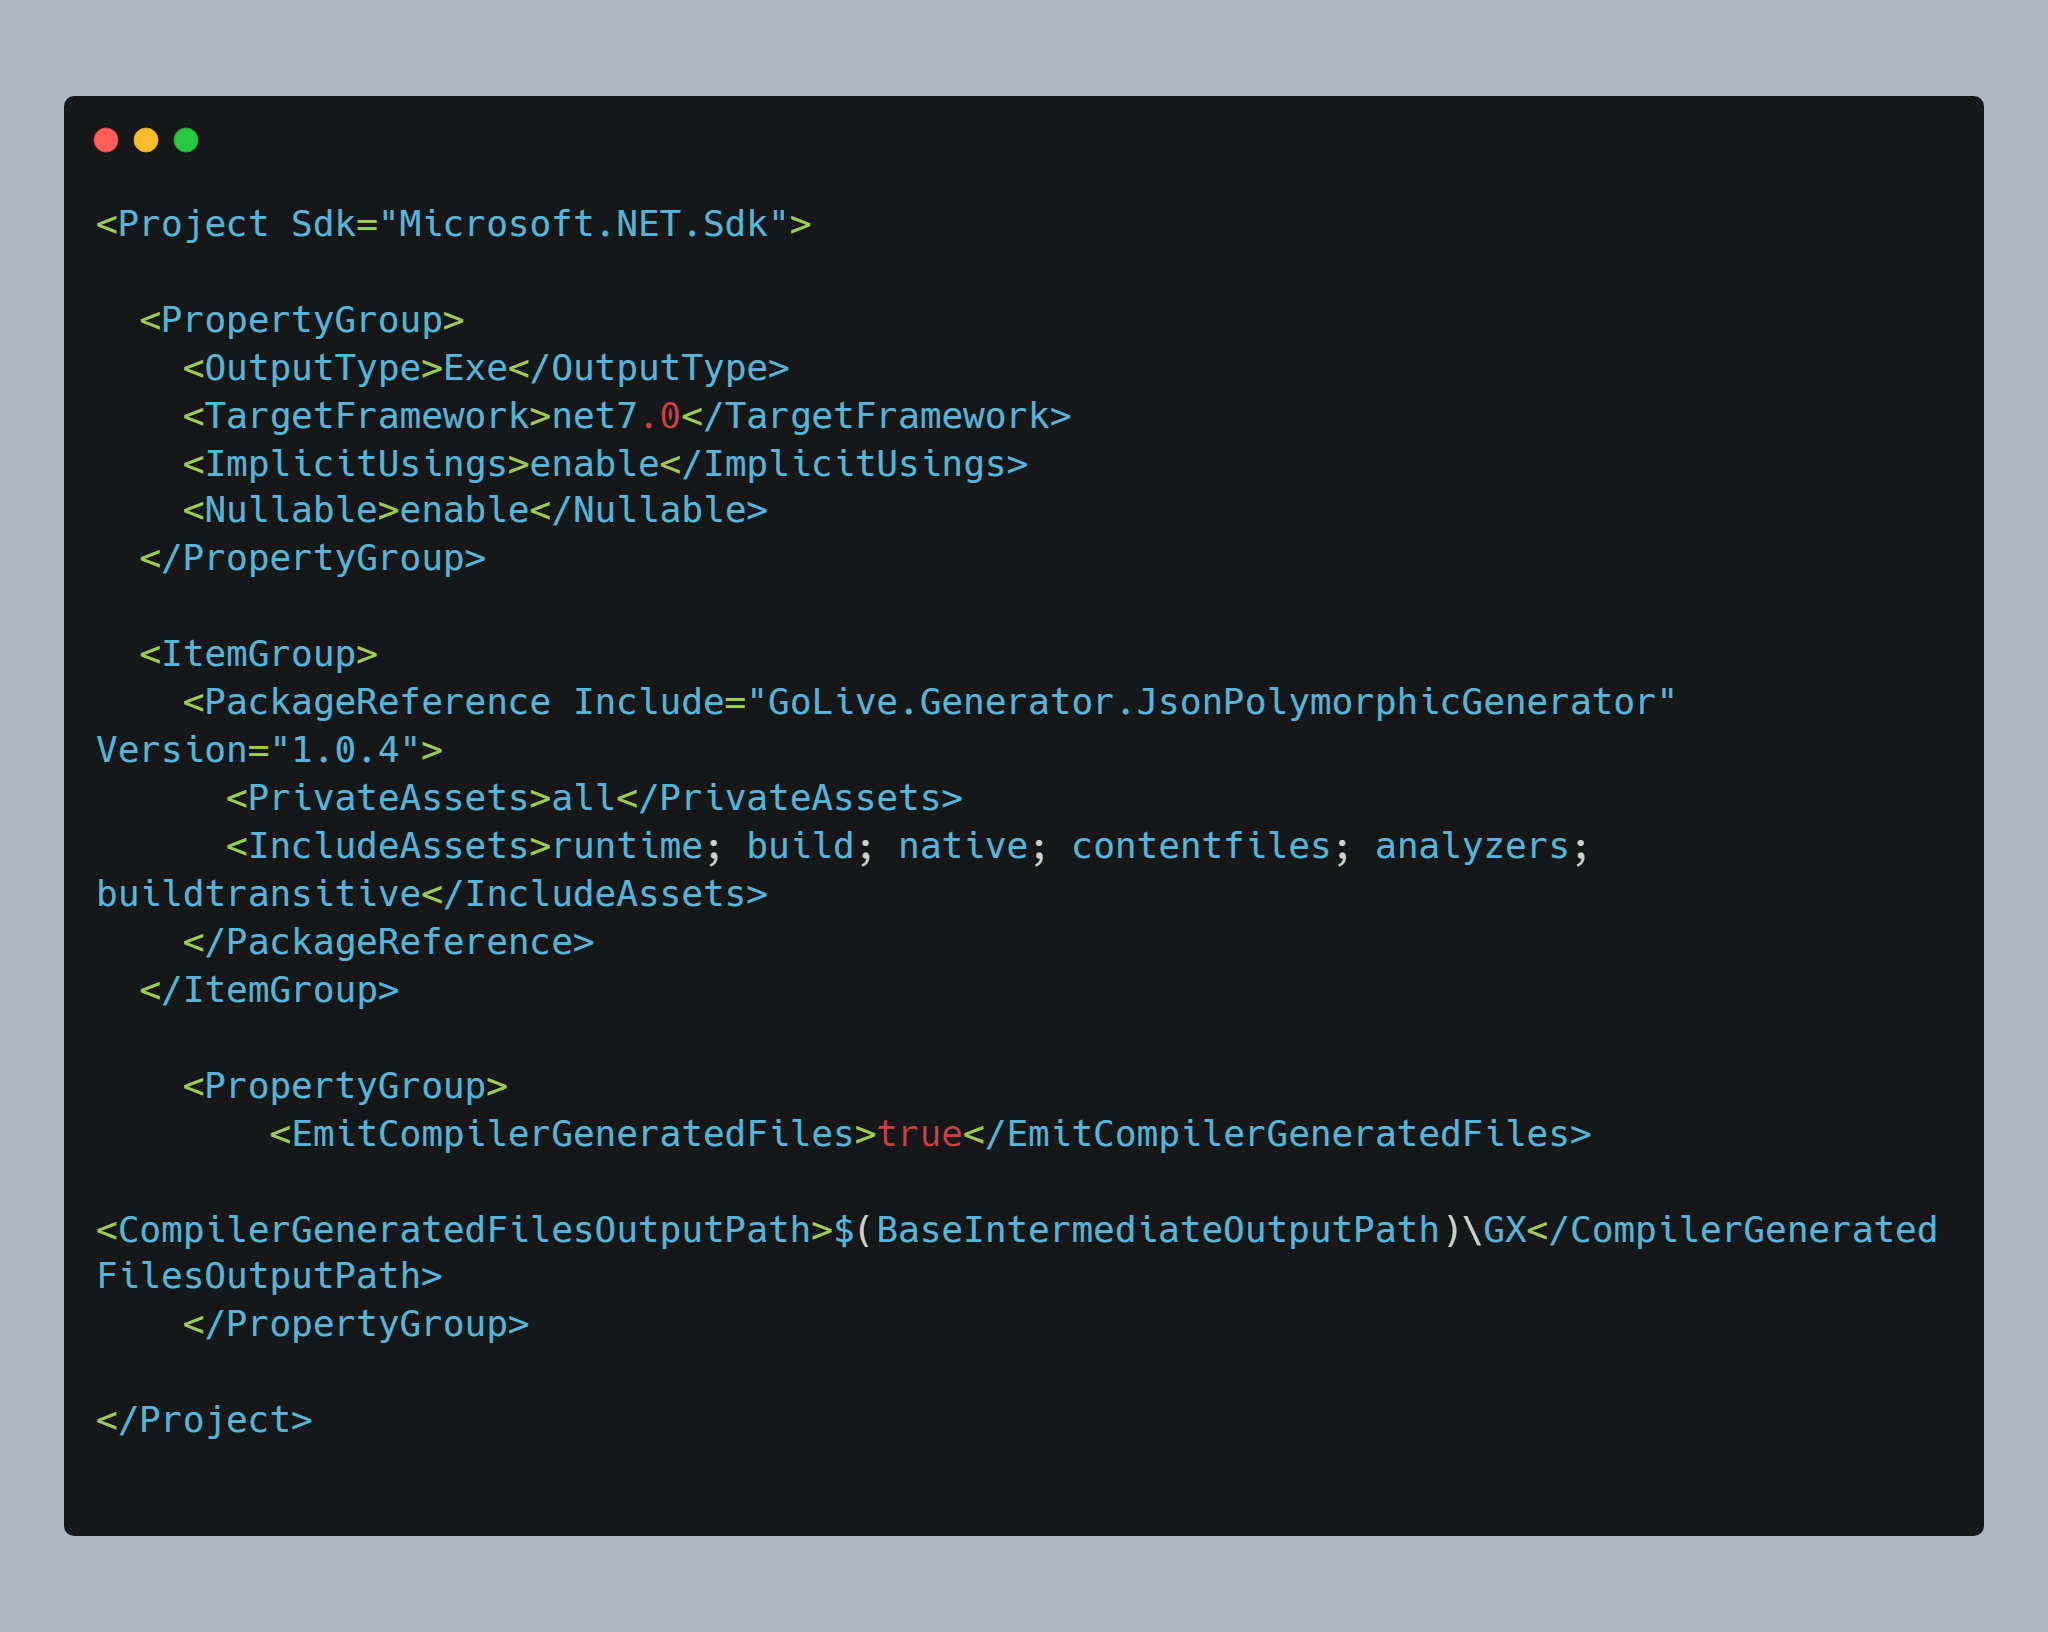 <Project Sdk="Microsoft.NET.Sdk">
<PropertyGroup>
<OutputType>Exe</OutputType>
<TargetFramework>net7.0</TargetFramework>
<ImplicitUsings>enable</ImplicitUsings>
<Nullable>enable</Nullable>
</PropertyGroup>
<ItemGroup>
<PackageReference Include="GoLive.Generator.JsonPolymorphicGenerator"
Version="1.0.4">
<PrivateAssets>all</PrivateAssets>
<IncludeAssets>runtime; build; native; contentfiles; analyzers;
buildtransitive</IncludeAssets>
</PackageReference>
</ItemGroup>
<PropertyGroup>
<EmitCompilerGeneratedFiles>true</EmitCompilerGeneratedFiles>
<CompilerGeneratedFilesOutputPath>$(BaseIntermediateOutputPath)\GX</CompilerGenerated
FilesOutputPath>
</PropertyGroup>
</Project>